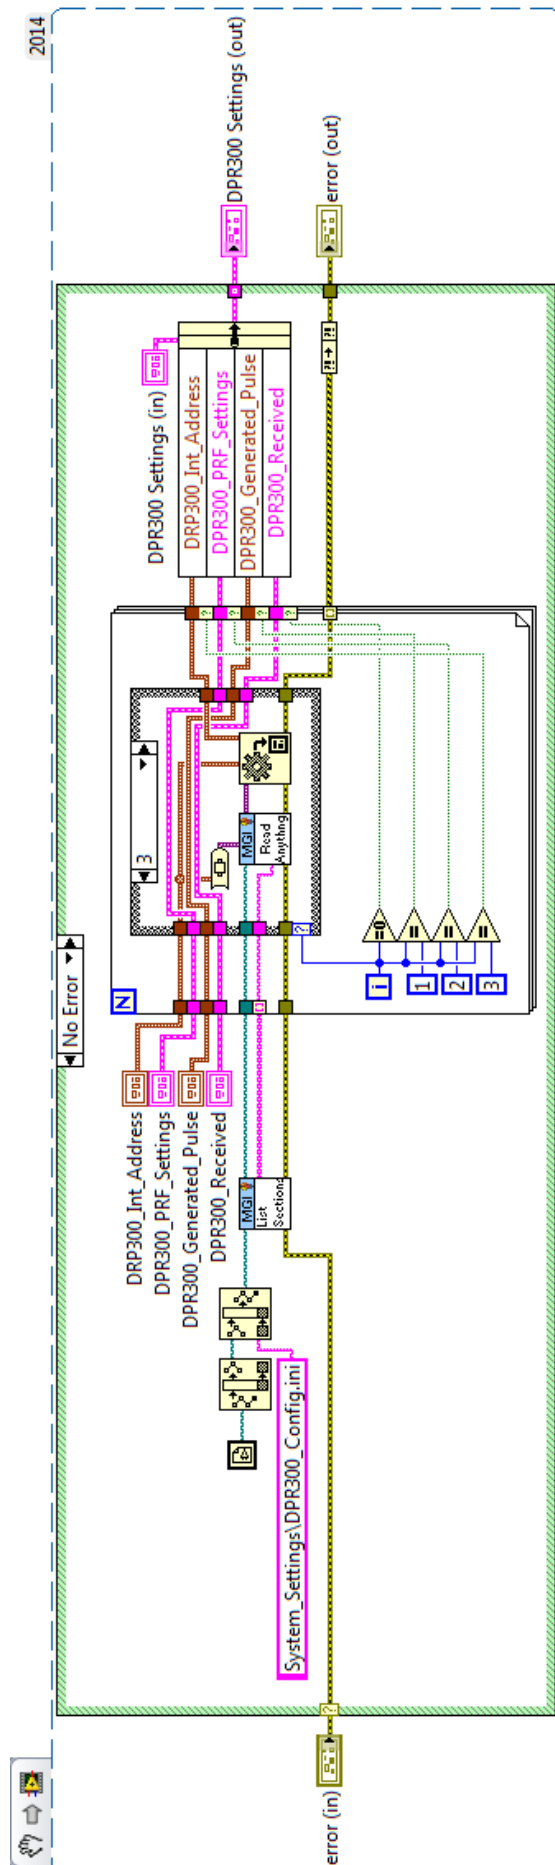 2014
No Error
DRP300_Int_Address
DPR300_PRF_Settings
DPR300_Generated_Pulse
DPR300_Received
N
3
DPR300 Settings (in)
DRP300_Int_Address
DPR300_PRF_Settings
DPR300_Generated_Pulse
DPR300_Received
DPR300 Settings (out)
MGI
List
Sections
MGI
Read
Anything
System_Settings\DPR300_Config.ini
error (in)
error (out)
i
=0
1
=
2
=
3
=